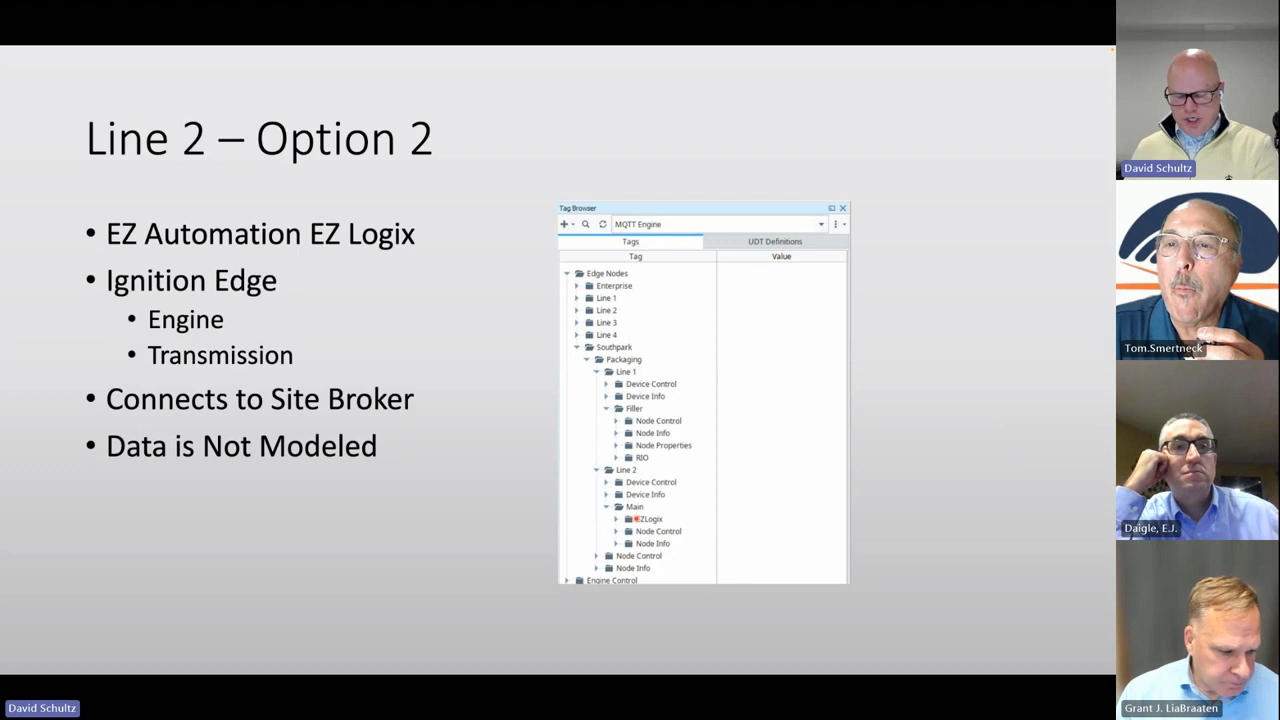 Line 2 – Option 2
• EZ Automation EZ Logix
• Ignition Edge
• Engine
• Transmission
• Connects to Site Broker
• Data is Not Modeled
Tag Browser
MQTT Engine
Tags
UDT Definitions
Tag
Value
Edge Nodes
Enterprise
Line 1
Line 2
Line 3
Line 4
Southpark
Packaging
Line 1
Device Control
Device Info
Filler
Node Control
Node Info
Node Properties
RIO
Line 2
Device Control
Device Info
Main
ZLogix
Node Control
Node Info
Node Control
Node Info
Engine Control
David Schultz
Tom.Smertneck
Daigle, E.J.
Grant J. LiaBraaten
David Schultz